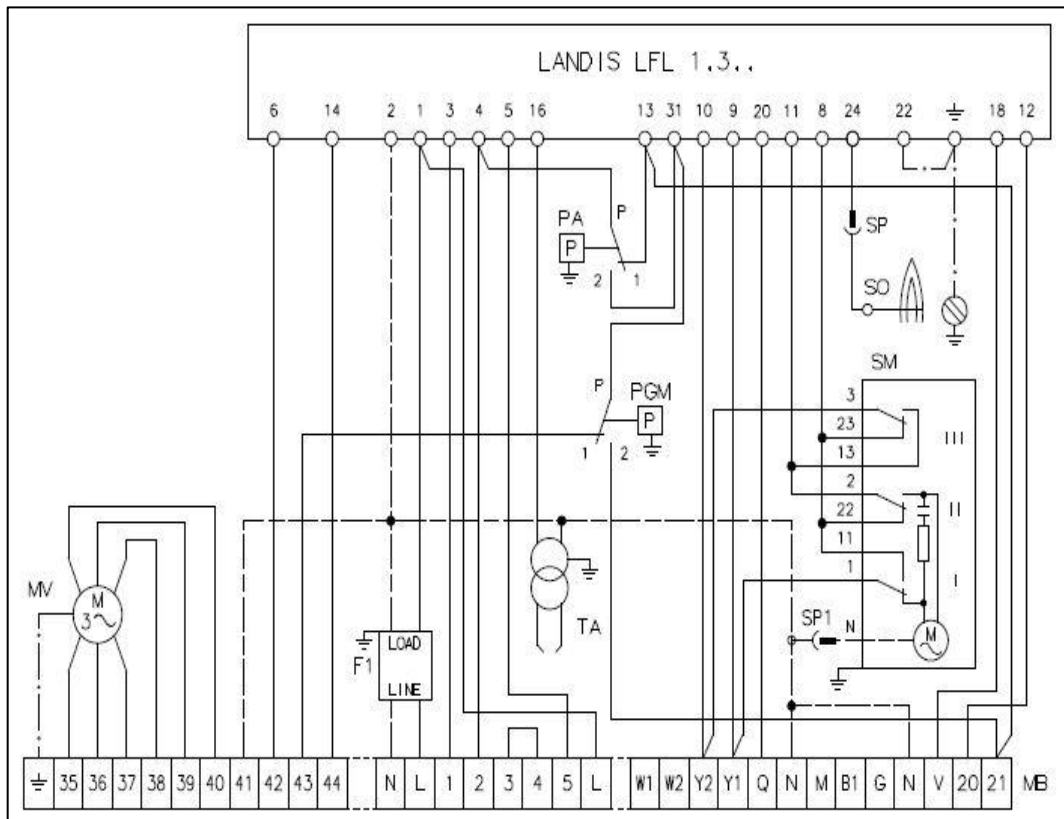 LANDIS LFL 1.3..
6 14 2 1 3 4 5 16 13 31 10 9 20 11 8 24 22 18 12
P
PA
P
2 1
SP
SO
SM
P
PGM
P
1 2
3
23
13
III
2
22
II
11
1
I
MV
M
3
TA
SP1 N
M
F1
LOAD
LINE
35 36 37 38 39 40 41 42 43 44 N L 1 2 3 4 5 L W1 W2 Y2 Y1 Q N M B1 G N V 20 21 MB